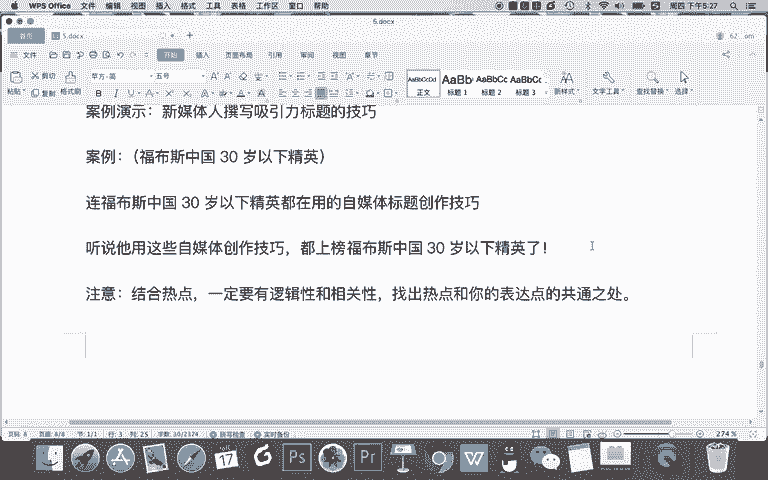 WPS Office 文件 编辑 视图 插入 格式 工具 表格 工作区 窗口 帮助 周四 下午5:27
5.docx
首页 5.docx
文件 开始 插入 页面布局 引用 审阅 视图 章节
粘贴 剪切 复制 格式刷 五号 AaBbCcDd 正文 AaBb 标题 1 AaBbCc 标题 2 AaBbCc 标题 3 新样式 文字工具 查找替换 选择
案例演示：新媒体人撰写吸引力标题的技巧
案例：（福布斯中国 30 岁以下精英）
连福布斯中国 30 岁以下精英都在用的自媒体标题创作技巧
听说他用这些自媒体创作技巧，都上榜福布斯中国 30 岁以下精英了！
注意：结合热点，一定要有逻辑性和相关性，找出热点和你的表达点的共通之处。
页码: 8 页面: 8/8 节: 1/1 行: 3 列: 25 拼写检查 实时备份 274 %
17 Ps Pr W